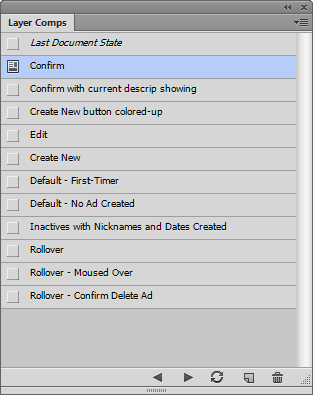 Layer Comps
Last Document State
Confirm
Confirm with current descrip showing
Create New button colored-up
Edit
Create New
Default - First-Timer
Default - No Ad Created
Inactives with Nicknames and Dates Created
Rollover
Rollover - Moused Over
Rollover - Confirm Delete Ad